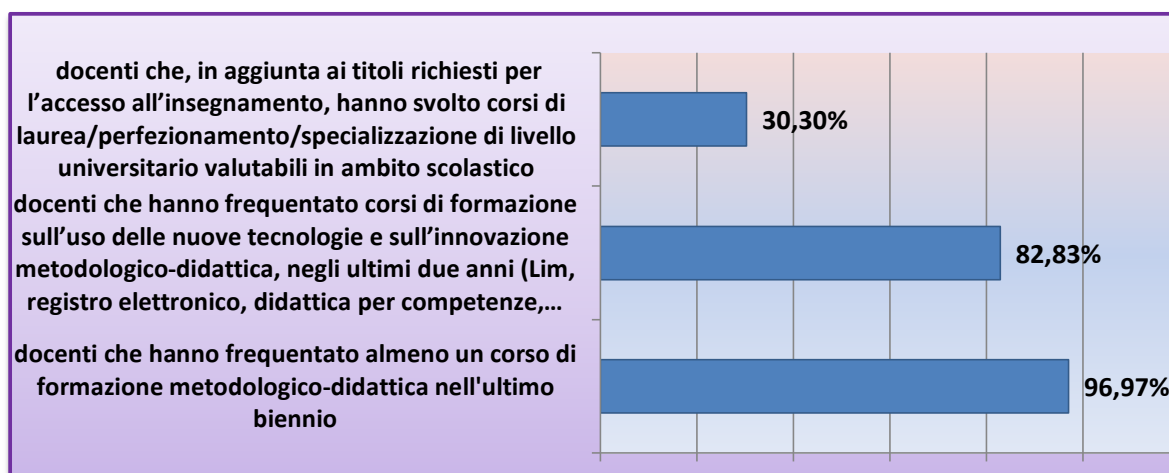 docenti che, in aggiunta ai titoli richiesti per
l’accesso all’insegnamento, hanno svolto corsi di
laurea/perfezionamento/specializzazione di livello
universitario valutabili in ambito scolastico
30,30%
docenti che hanno frequentato corsi di formazione
sull’uso delle nuove tecnologie e sull’innovazione
metodologico-didattica, negli ultimi due anni (Lim,
registro elettronico, didattica per competenze,…
82,83%
docenti che hanno frequentato almeno un corso di
formazione metodologico-didattica nell'ultimo
biennio
96,97%